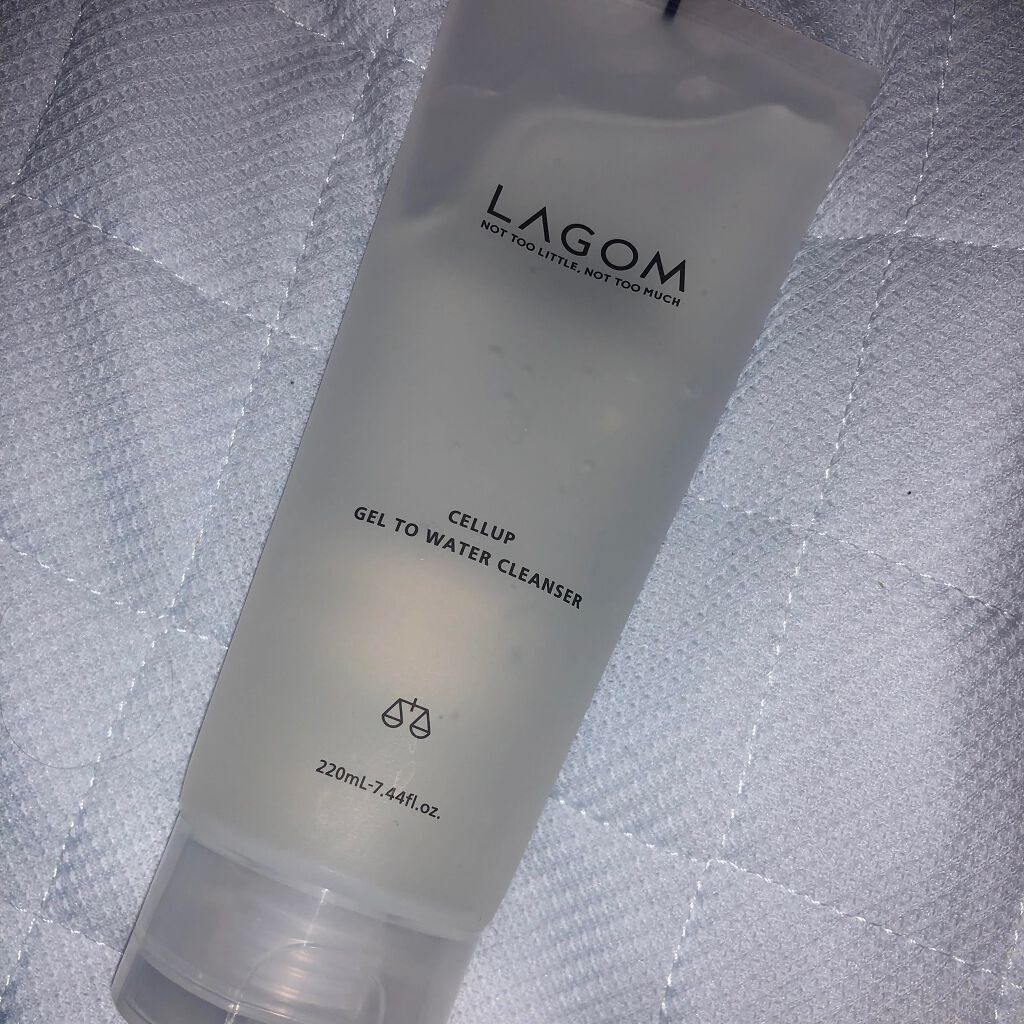 LAGOM
NOT TOO LITTLE, NOT TOO MUCH
CELLUP
GEL TO WATER CLEANSER
220mL-7.44fl.oz.